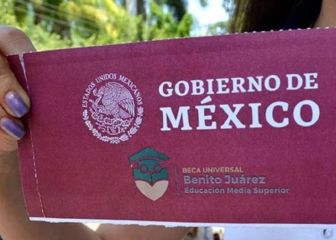 ESTADOS UNIDOS MEXICANOS
GOBIERNO DE
MÉXICO
BECA UNIVERSAL
Benito Juárez
Educación Media Superior